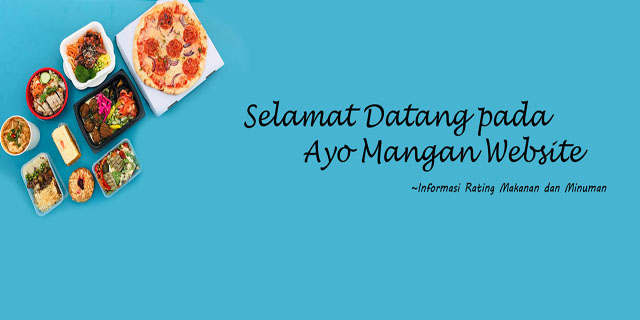 Selamat Datang pada
Ayo Mangan Website
~Informasi Rating Makanan dan Minuman